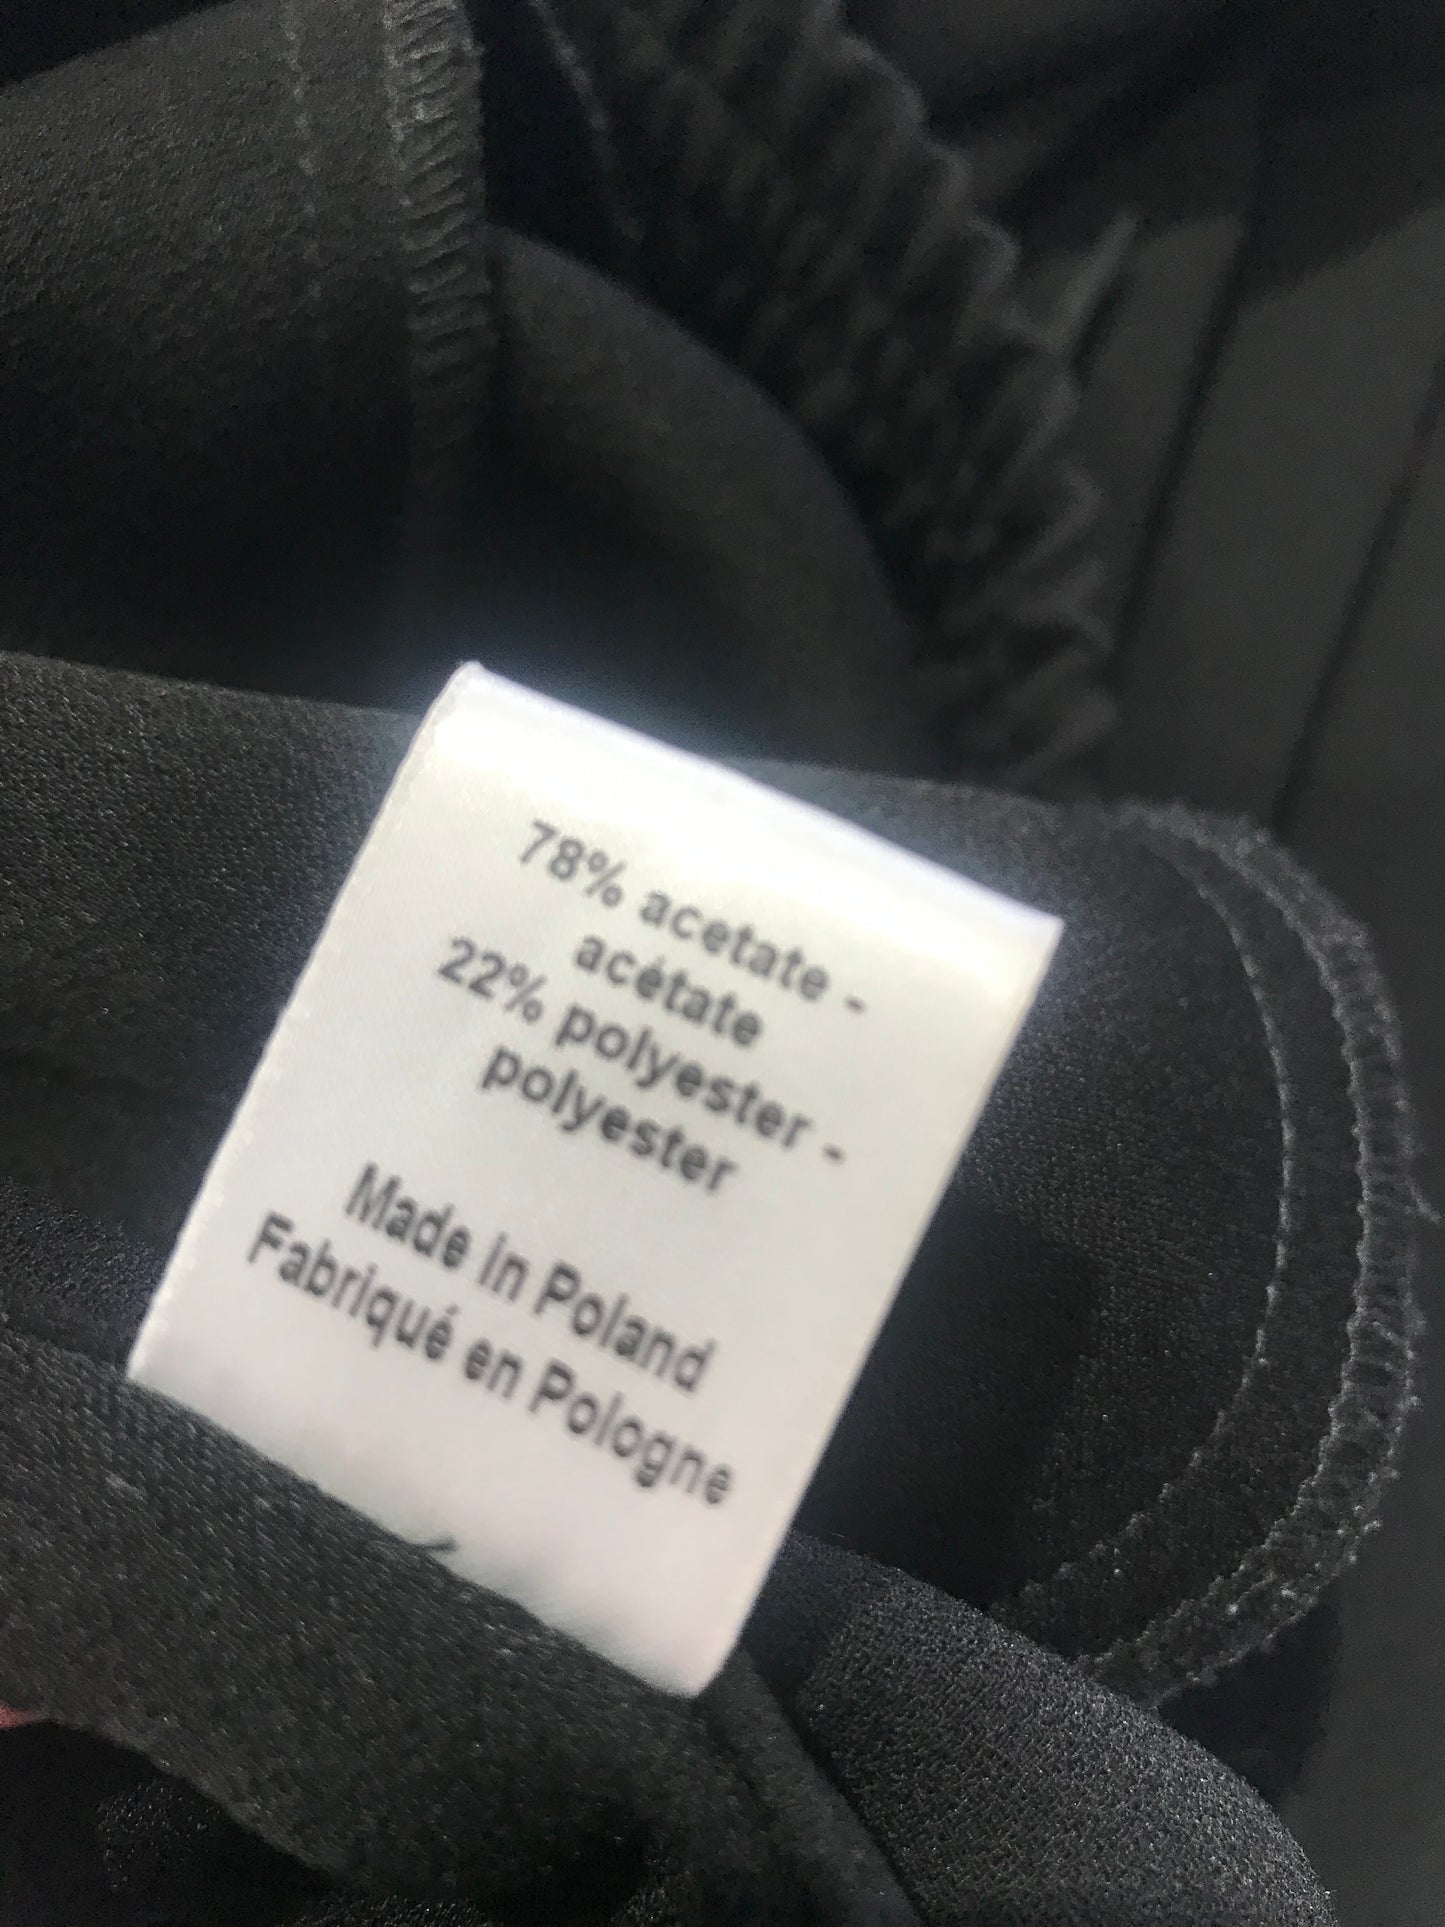 78% acetate -
acétate
22% polyester -
polyester
Made in Poland
Fabriqué en Pologne